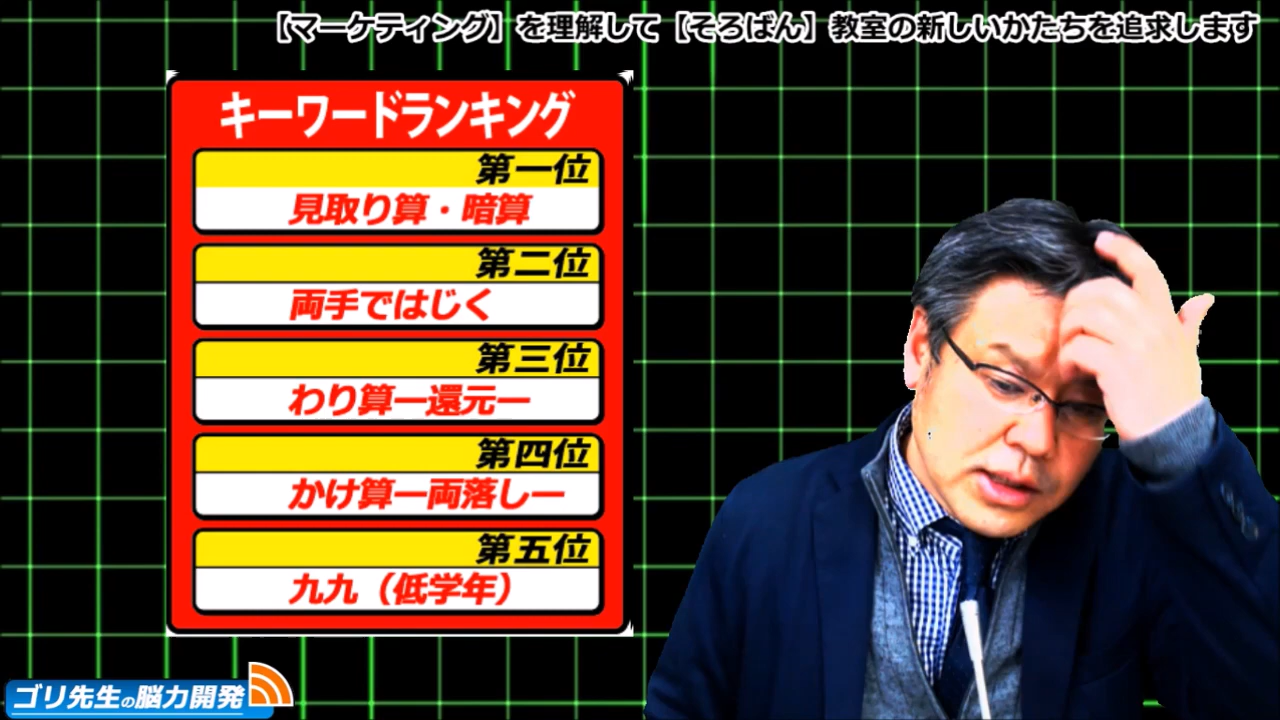 【マーケティング】を理解して【そろばん】教室の新しいかたちを追求します
キーワードランキング
第一位
見取り算・暗算
第二位
両手ではじく
第三位
わり算ー還元ー
第四位
かけ算ー両落しー
第五位
九九（低学年）
ゴリ先生の脳力開発